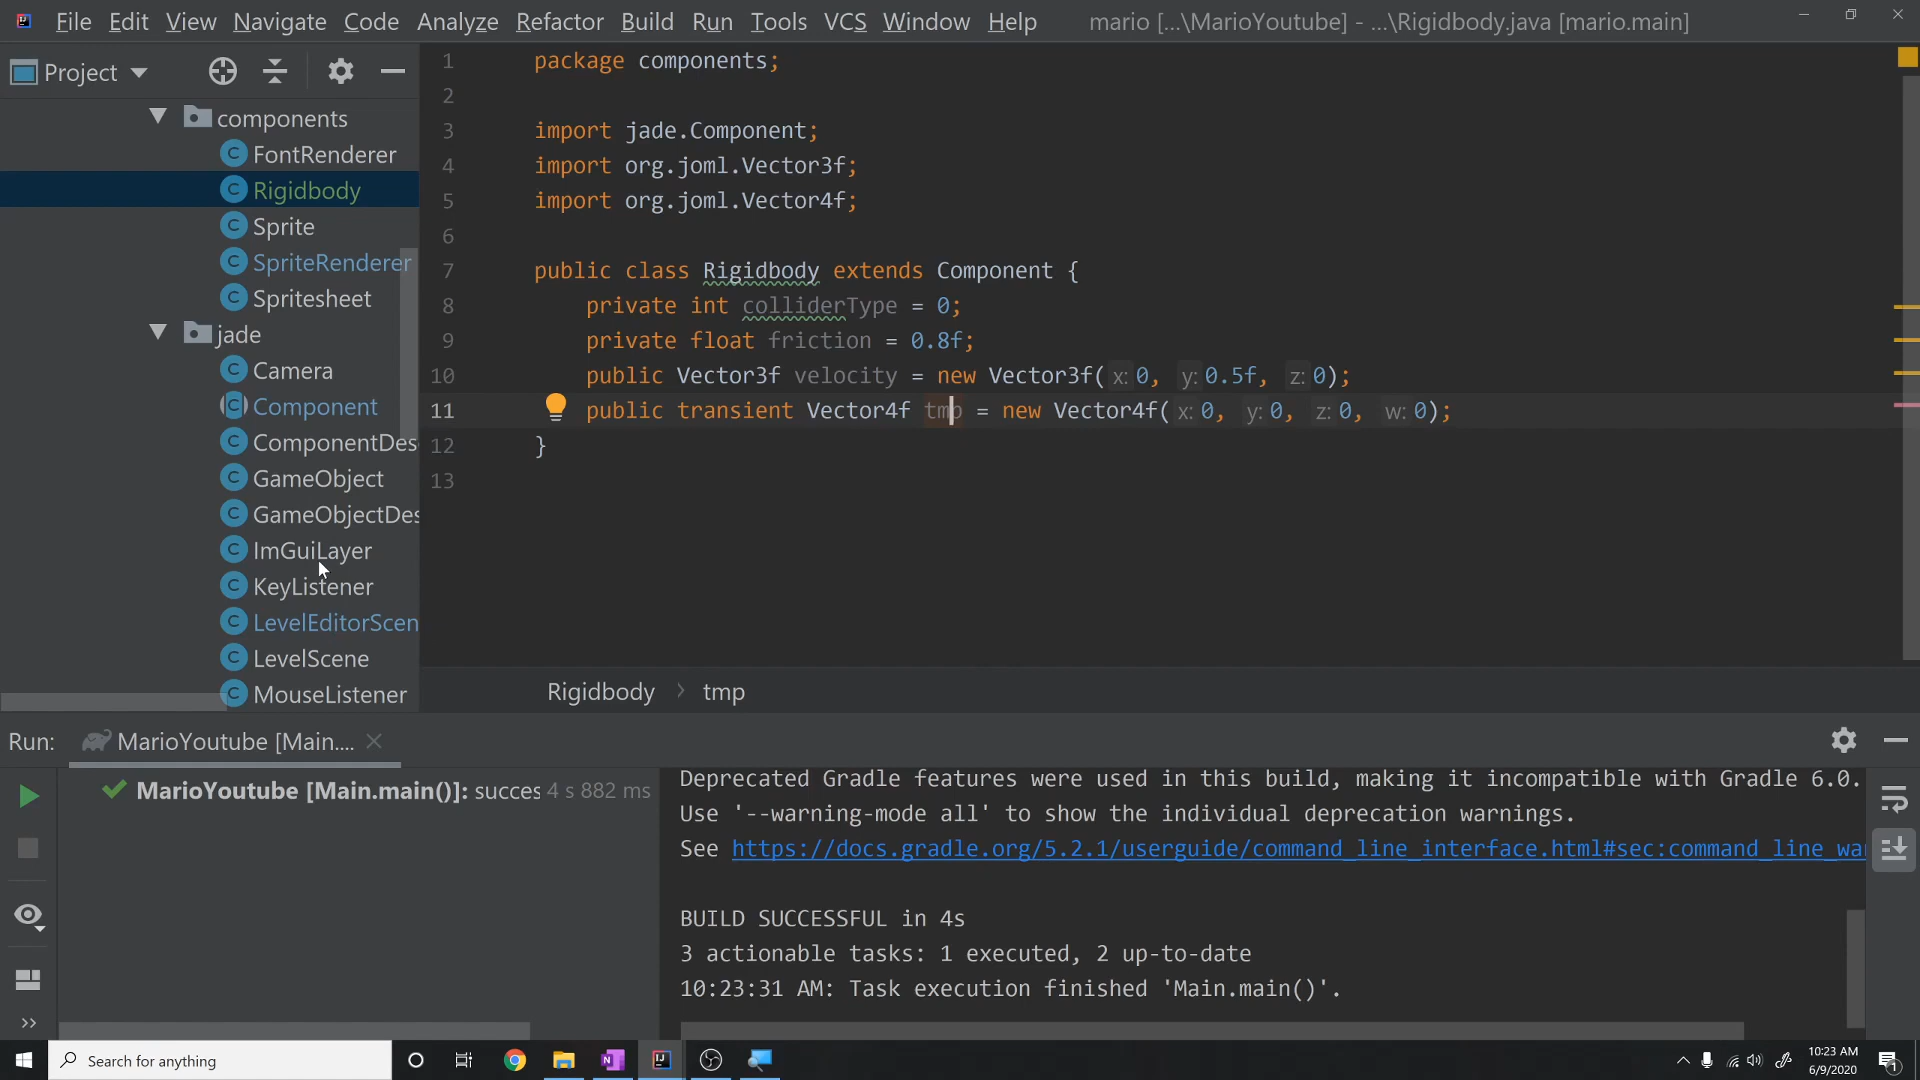 File Edit View Navigate Code Analyze Refactor Build Run Tools VCS Window Help mario [...\MarioYoutube] - ...\Rigidbody.java [mario.main]
Project
components
FontRenderer
Rigidbody
Sprite
SpriteRenderer
Spritesheet
jade
Camera
Component
ComponentDes
GameObject
GameObjectDes
ImGuiLayer
KeyListener
LevelEditorScen
LevelScene
MouseListener
1 package components;
2
3 import jade.Component;
4 import org.joml.Vector3f;
5 import org.joml.Vector4f;
6
7 public class Rigidbody extends Component {
8 private int colliderType = 0;
9 private float friction = 0.8f;
10 public Vector3f velocity = new Vector3f( x: 0, y: 0.5f, z: 0);
11 public transient Vector4f tmp = new Vector4f( x: 0, y: 0, z: 0, w: 0);
12 }
13
Rigidbody > tmp
Run: MarioYoutube [Main....
MarioYoutube [Main.main()]: succes 4 s 882 ms
Deprecated Gradle features were used in this build, making it incompatible with Gradle 6.0.
Use '--warning-mode all' to show the individual deprecation warnings.
See https://docs.gradle.org/5.2.1/userguide/command_line_interface.html#sec:command_line_wa
BUILD SUCCESSFUL in 4s
3 actionable tasks: 1 executed, 2 up-to-date
10:23:31 AM: Task execution finished 'Main.main()'.
Search for anything
10:23 AM
6/9/2020